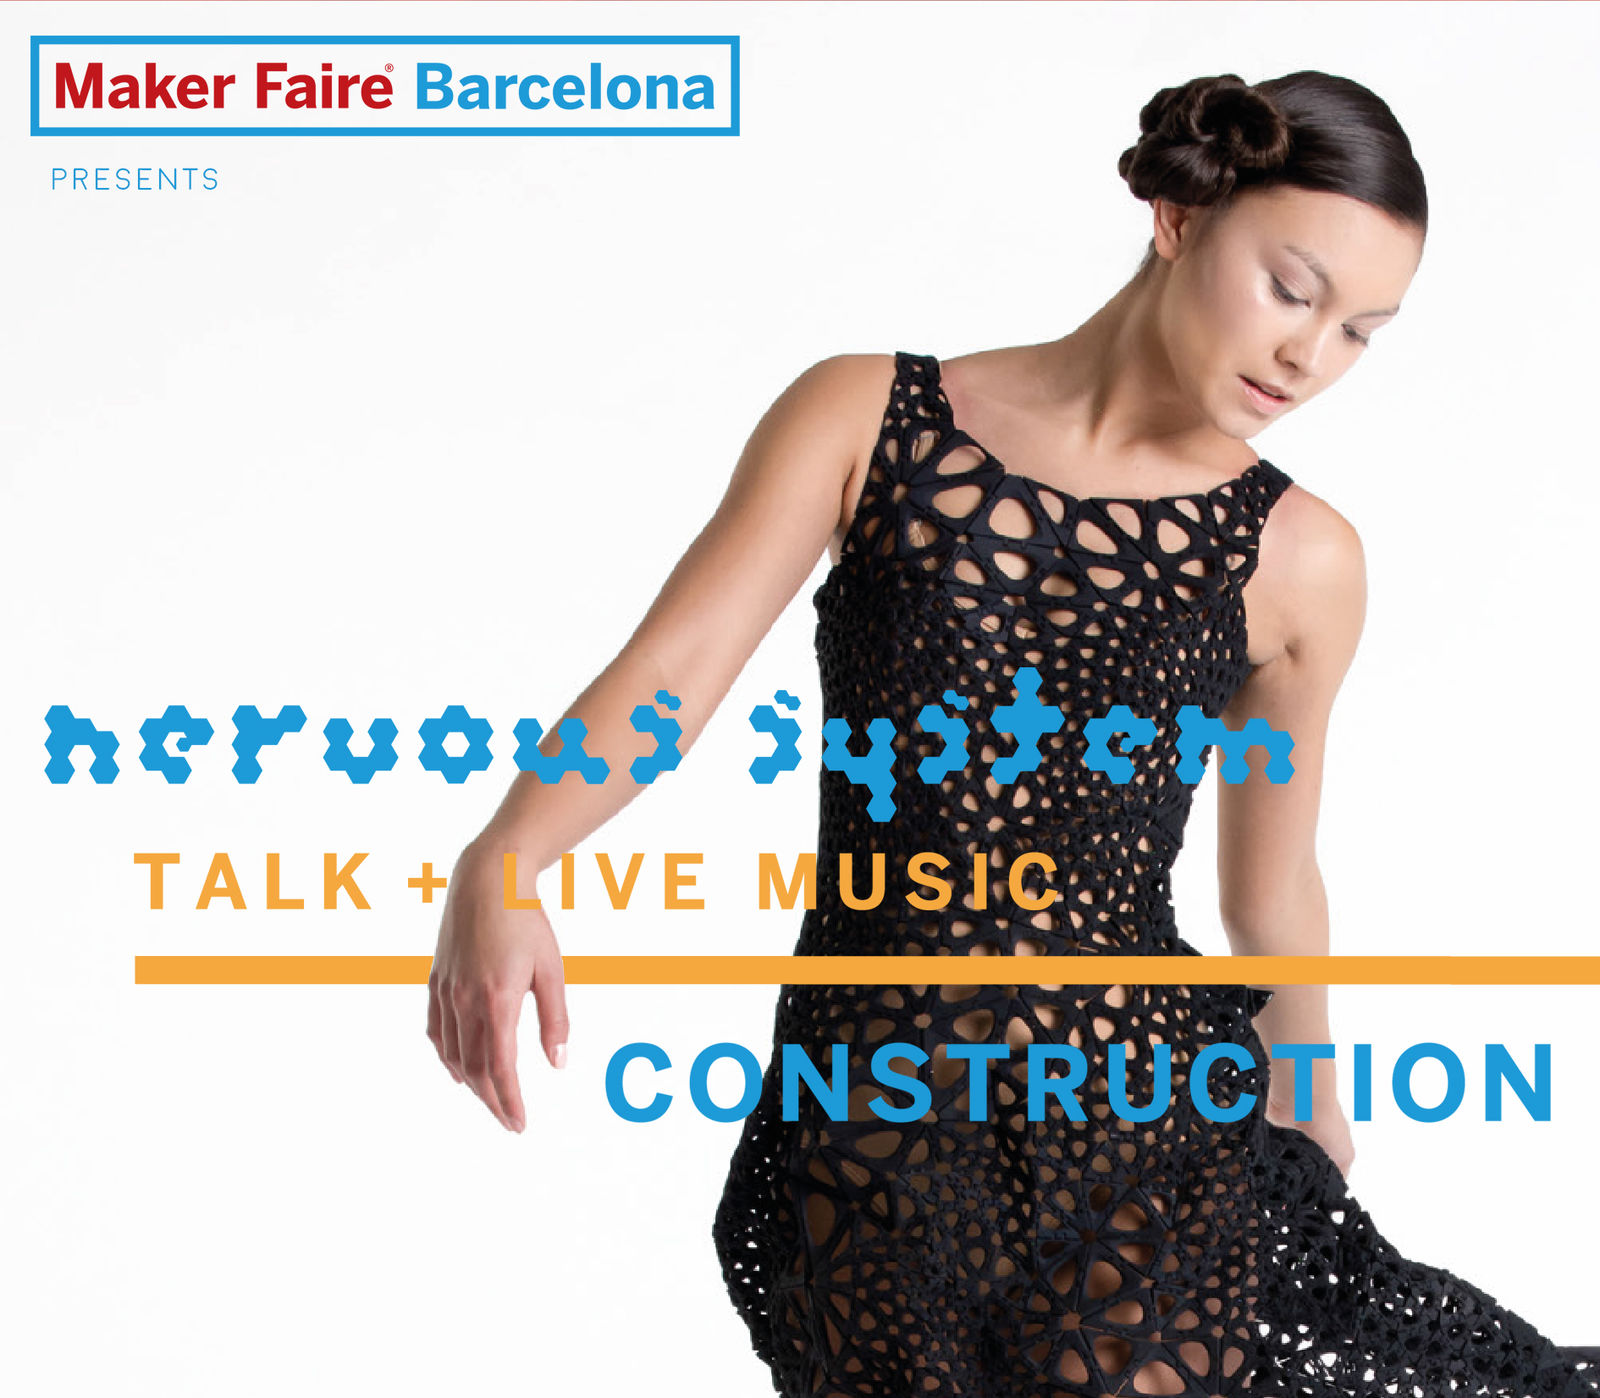 Maker Faire® Barcelona
PRESENTS
nervous system
TALK + LIVE MUSIC
CONSTRUCTION